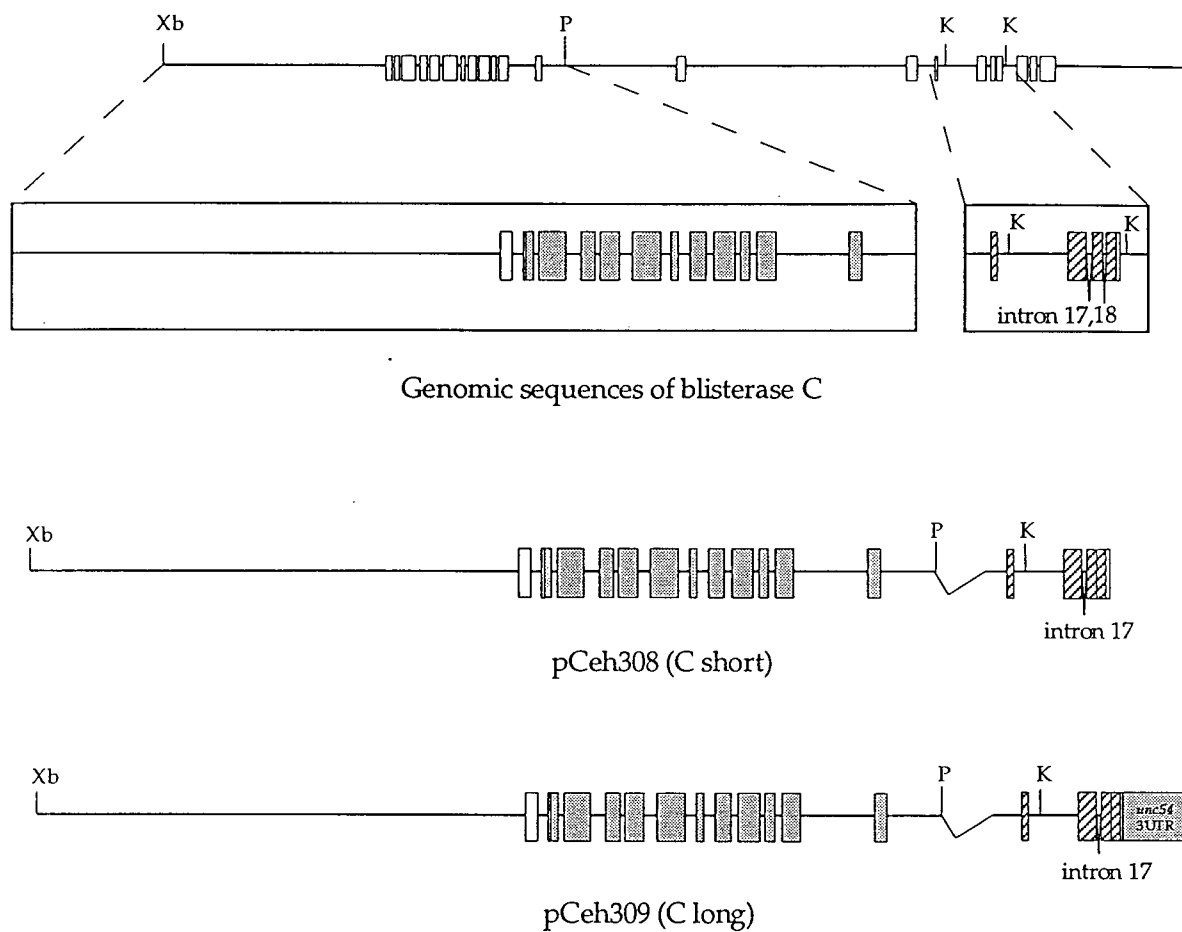 Xb
P
K
K
K
K
intron 17,18
Genomic sequences of blisterase C
Xb
P
K
intron 17
pCeh308 (C short)
Xb
P
K
unc54
3UTR
intron 17
pCeh309 (C long)